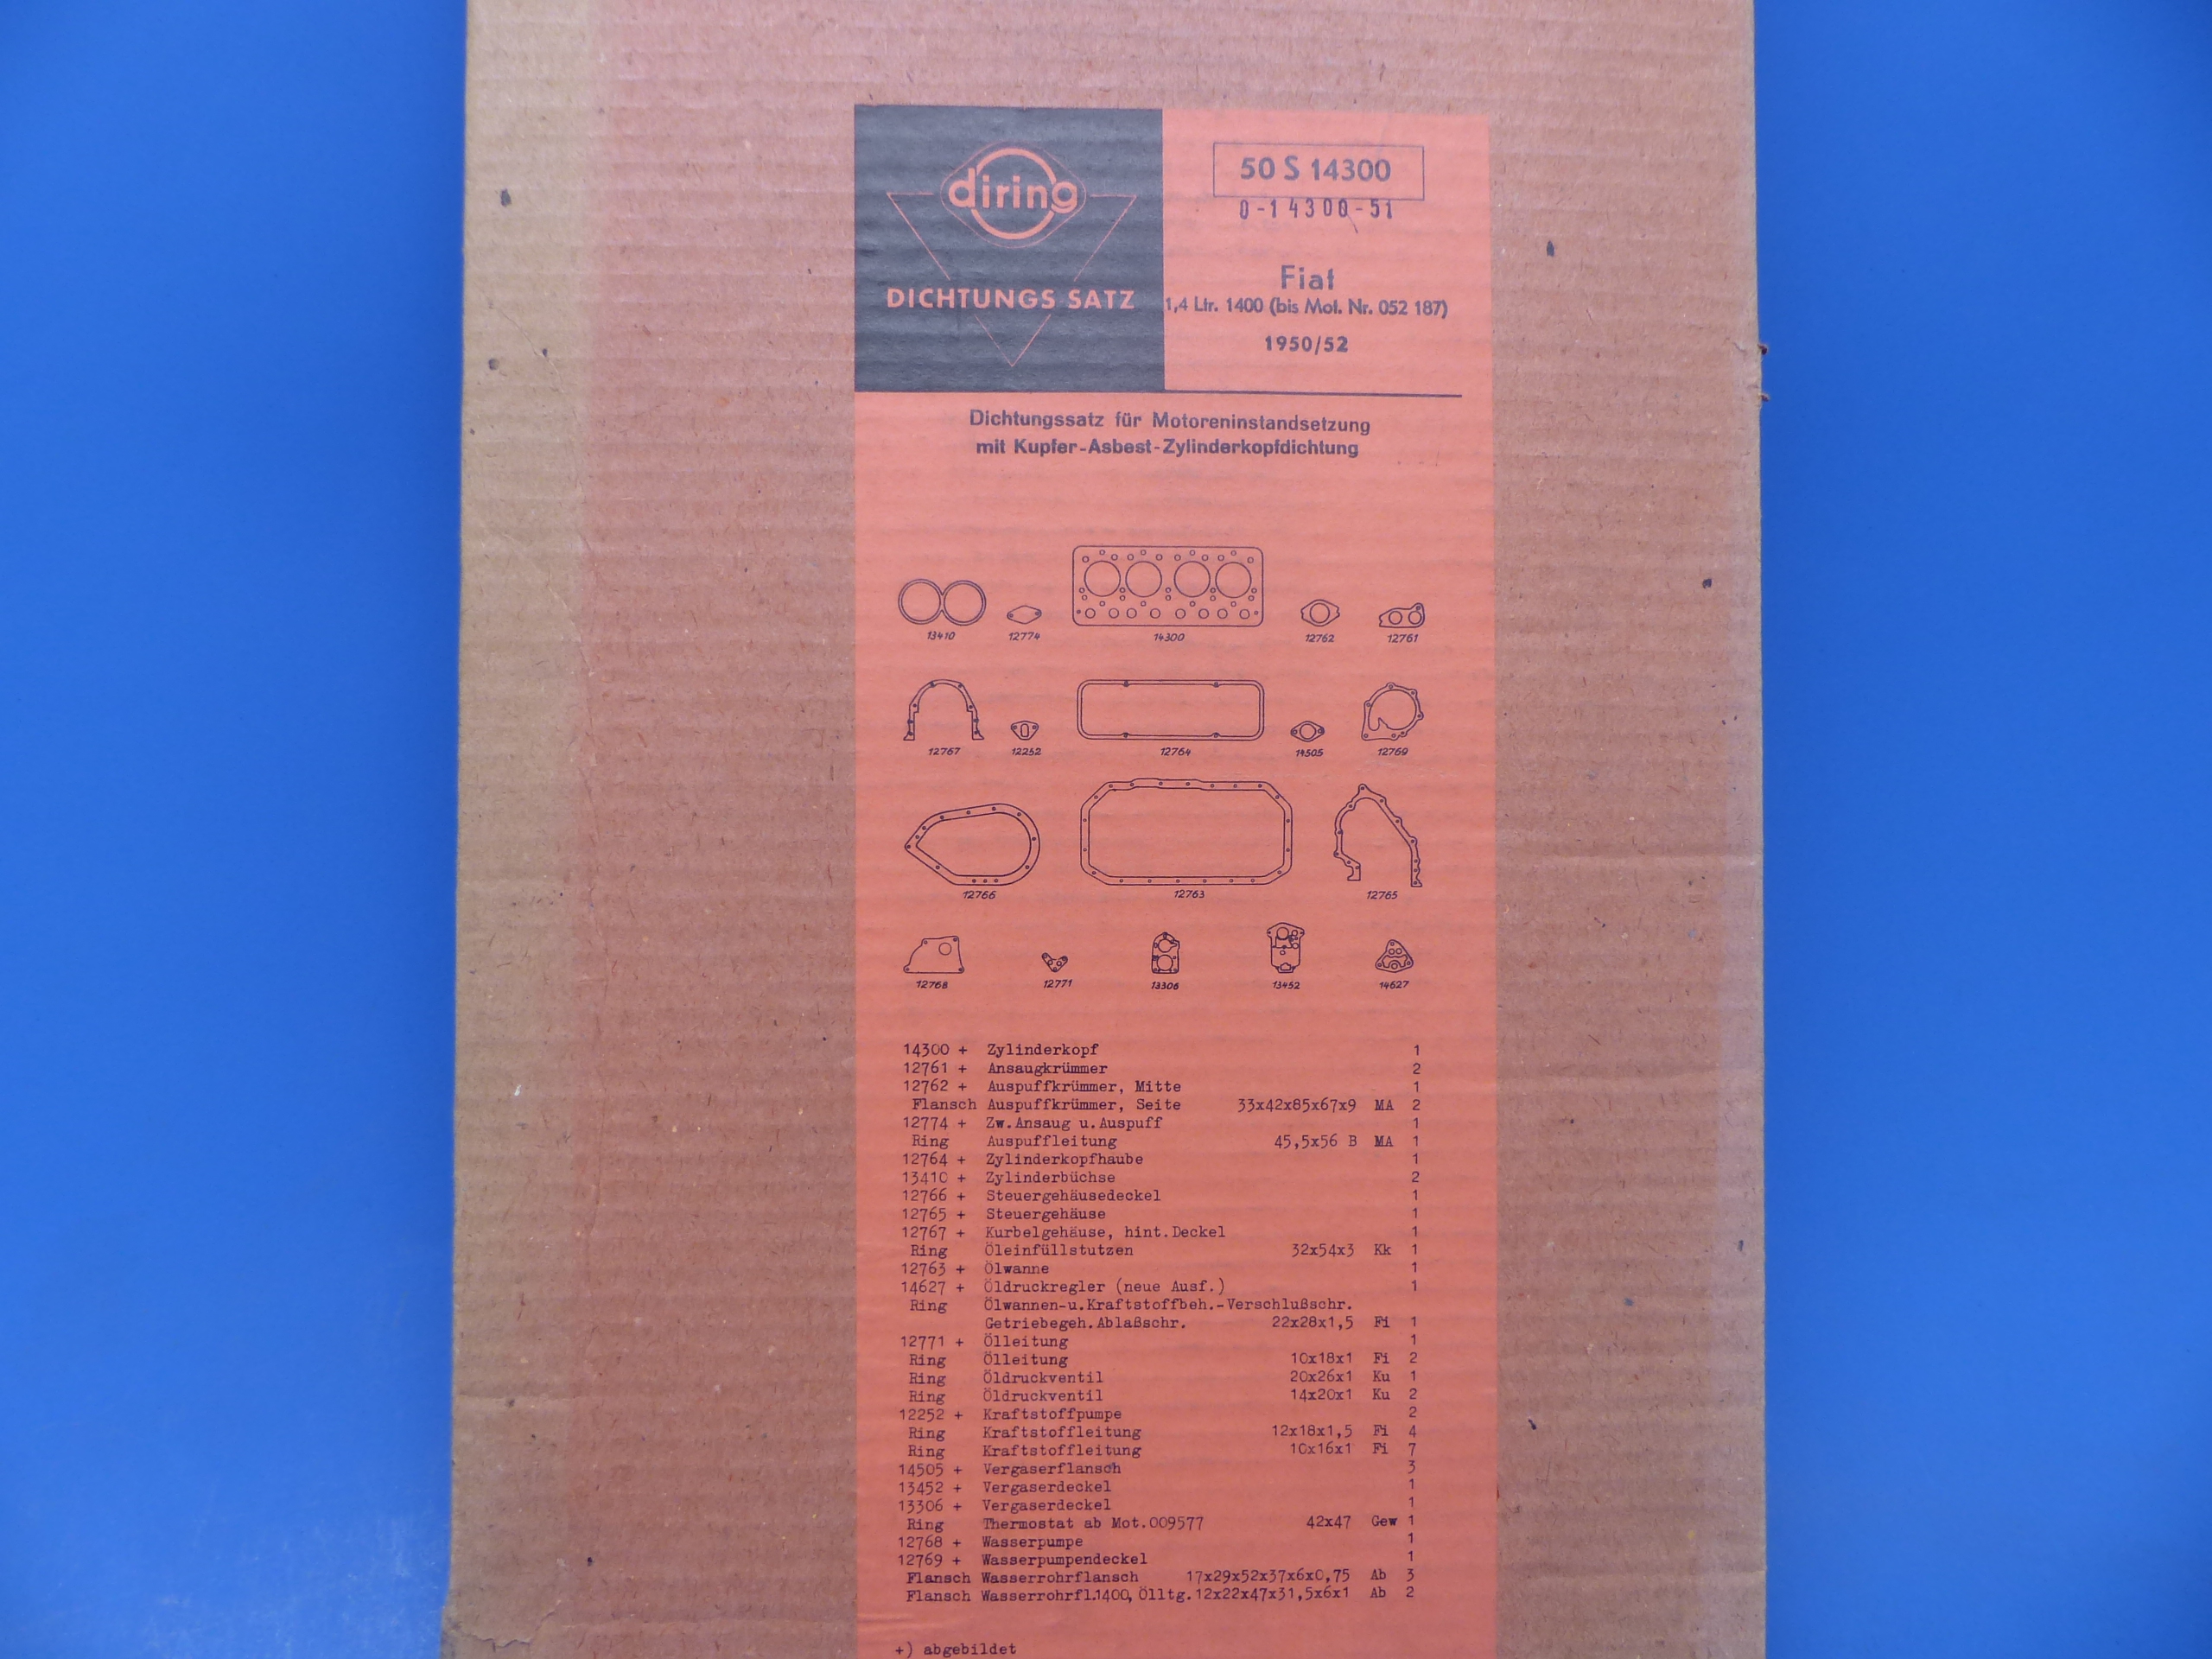 diring
DICHTUNGS SATZ
50 S 14300
0-14300-51
Fiat
1,4 Ltr. 1400 (bis Mot. Nr. 052 187)
1950/52
Dichtungssatz für Motoreninstandsetzung
mit Kupfer-Asbest-Zylinderkopfdichtung
13410 12774 14300 12762 12761
12767 12252 12764 14505 12769
12766 12763 12765
12768 12771 13306 13452 14627
14300 + Zylinderkopf 1
12761 + Ansaugkrümmer 2
12762 + Auspuffkrümmer, Mitte 1
Flansch Auspuffkrümmer, Seite 33x42x85x67x9 MA 2
12774 + Zw.Ansaug u.Auspuff 1
Ring Auspuffleitung 45,5x56 B MA 1
12764 + Zylinderkopfhaube 1
13410 + Zylinderbüchse 2
12766 + Steuergehäusedeckel 1
12765 + Steuergehäuse 1
12767 + Kurbelgehäuse, hint.Deckel 1
Ring Öleinfüllstutzen 32x54x3 Kk 1
12763 + Ölwanne 1
14627 + Öldruckregler (neue Ausf.) 1
Ring Ölwannen-u.Kraftstoffbeh.-Verschlußschr.
Getriebegeh.Ablaßschr. 22x28x1,5 Fi 1
12771 + Ölleitung 1
Ring Ölleitung 10x18x1 Fi 2
Ring Öldruckventil 20x26x1 Ku 1
Ring Öldruckventil 14x20x1 Ku 2
12252 + Kraftstoffpumpe 2
Ring Kraftstoffleitung 12x18x1,5 Fi 4
Ring Kraftstoffleitung 10x16x1 Fi 7
14505 + Vergaserflansch 3
13452 + Vergaserdeckel 1
13306 + Vergaserdeckel 1
Ring Thermostat ab Mot.009577 42x47 Gew 1
12768 + Wasserpumpe 1
12769 + Wasserpumpendeckel 1
Flansch Wasserrohrflansch 17x29x52x37x6x0,75 Ab 3
Flansch Wasserrohrfl.1400, Ölltg.12x22x47x31,5x6x1 Ab 2
+) abgebildet